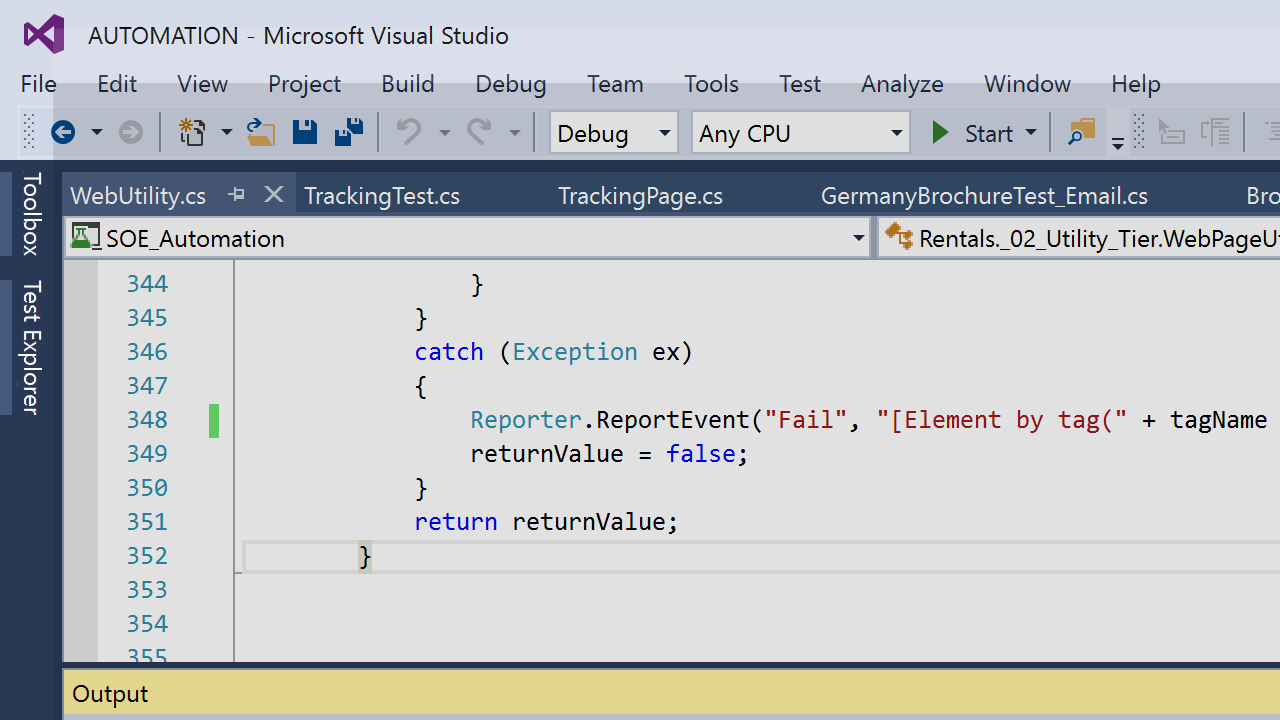 AUTOMATION - Microsoft Visual Studio
File Edit View Project Build Debug Team Tools Test Analyze Window Help
Debug Any CPU Start
Toolbox
Test Explorer
WebUtility.cs TrackingTest.cs TrackingPage.cs GermanyBrochureTest_Email.cs Bro
SOE_Automation Rentals._02_Utility_Tier.WebPageUt
344 }
345 }
346 catch (Exception ex)
347 {
348 Reporter.ReportEvent("Fail", "[Element by tag(" + tagName
349 returnValue = false;
350 }
351 return returnValue;
352 }
353
354
355
Output